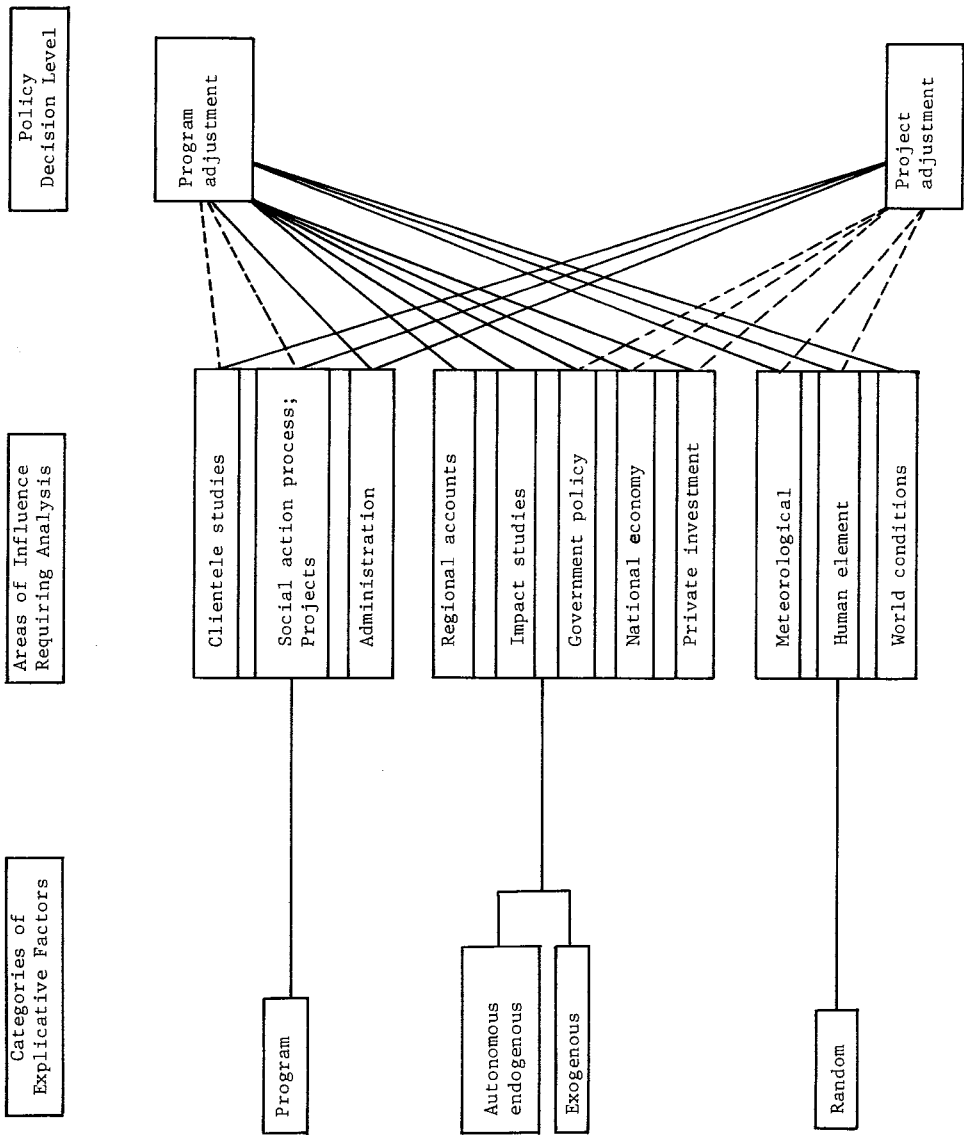 Categories of
Explicative Factors
Areas of Influence
Requiring Analysis
Policy
Decision Level
Program
Clientele studies
Social action process;
Projects
Administration
Program
adjustment
Autonomous
endogenous
Exogenous
Regional accounts
Impact studies
Government policy
National economy
Private investment
Random
Meteorological
Human element
World conditions
Project
adjustment